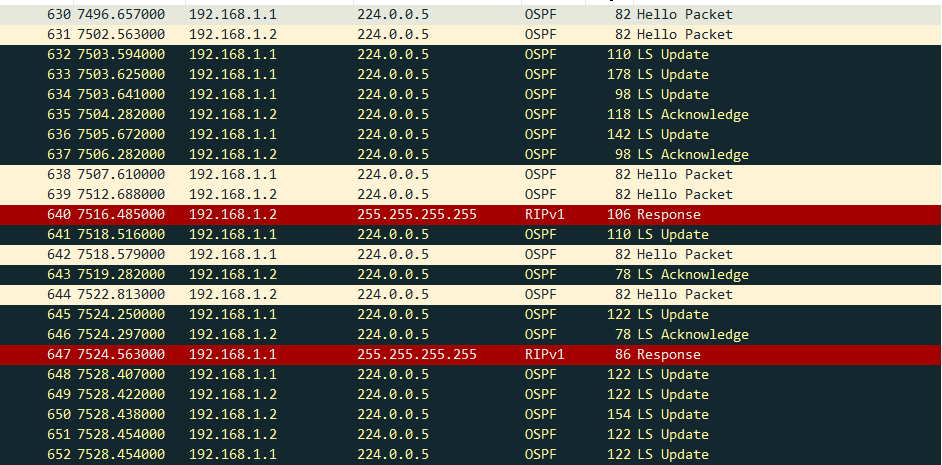 630 7496.657000 192.168.1.1 224.0.0.5 OSPF 82 Hello Packet
631 7502.563000 192.168.1.2 224.0.0.5 OSPF 82 Hello Packet
632 7503.594000 192.168.1.1 224.0.0.5 OSPF 110 LS Update
633 7503.625000 192.168.1.1 224.0.0.5 OSPF 178 LS Update
634 7503.641000 192.168.1.1 224.0.0.5 OSPF 98 LS Update
635 7504.282000 192.168.1.2 224.0.0.5 OSPF 118 LS Acknowledge
636 7505.672000 192.168.1.1 224.0.0.5 OSPF 142 LS Update
637 7506.282000 192.168.1.2 224.0.0.5 OSPF 98 LS Acknowledge
638 7507.610000 192.168.1.1 224.0.0.5 OSPF 82 Hello Packet
639 7512.688000 192.168.1.2 224.0.0.5 OSPF 82 Hello Packet
640 7516.485000 192.168.1.2 255.255.255.255 RIPv1 106 Response
641 7518.516000 192.168.1.1 224.0.0.5 OSPF 110 LS Update
642 7518.579000 192.168.1.1 224.0.0.5 OSPF 82 Hello Packet
643 7519.282000 192.168.1.2 224.0.0.5 OSPF 78 LS Acknowledge
644 7522.813000 192.168.1.2 224.0.0.5 OSPF 82 Hello Packet
645 7524.250000 192.168.1.1 224.0.0.5 OSPF 122 LS Update
646 7524.297000 192.168.1.2 224.0.0.5 OSPF 78 LS Acknowledge
647 7524.563000 192.168.1.1 255.255.255.255 RIPv1 86 Response
648 7528.407000 192.168.1.1 224.0.0.5 OSPF 122 LS Update
649 7528.422000 192.168.1.2 224.0.0.5 OSPF 122 LS Update
650 7528.438000 192.168.1.2 224.0.0.5 OSPF 154 LS Update
651 7528.454000 192.168.1.2 224.0.0.5 OSPF 122 LS Update
652 7528.454000 192.168.1.1 224.0.0.5 OSPF 122 LS Update